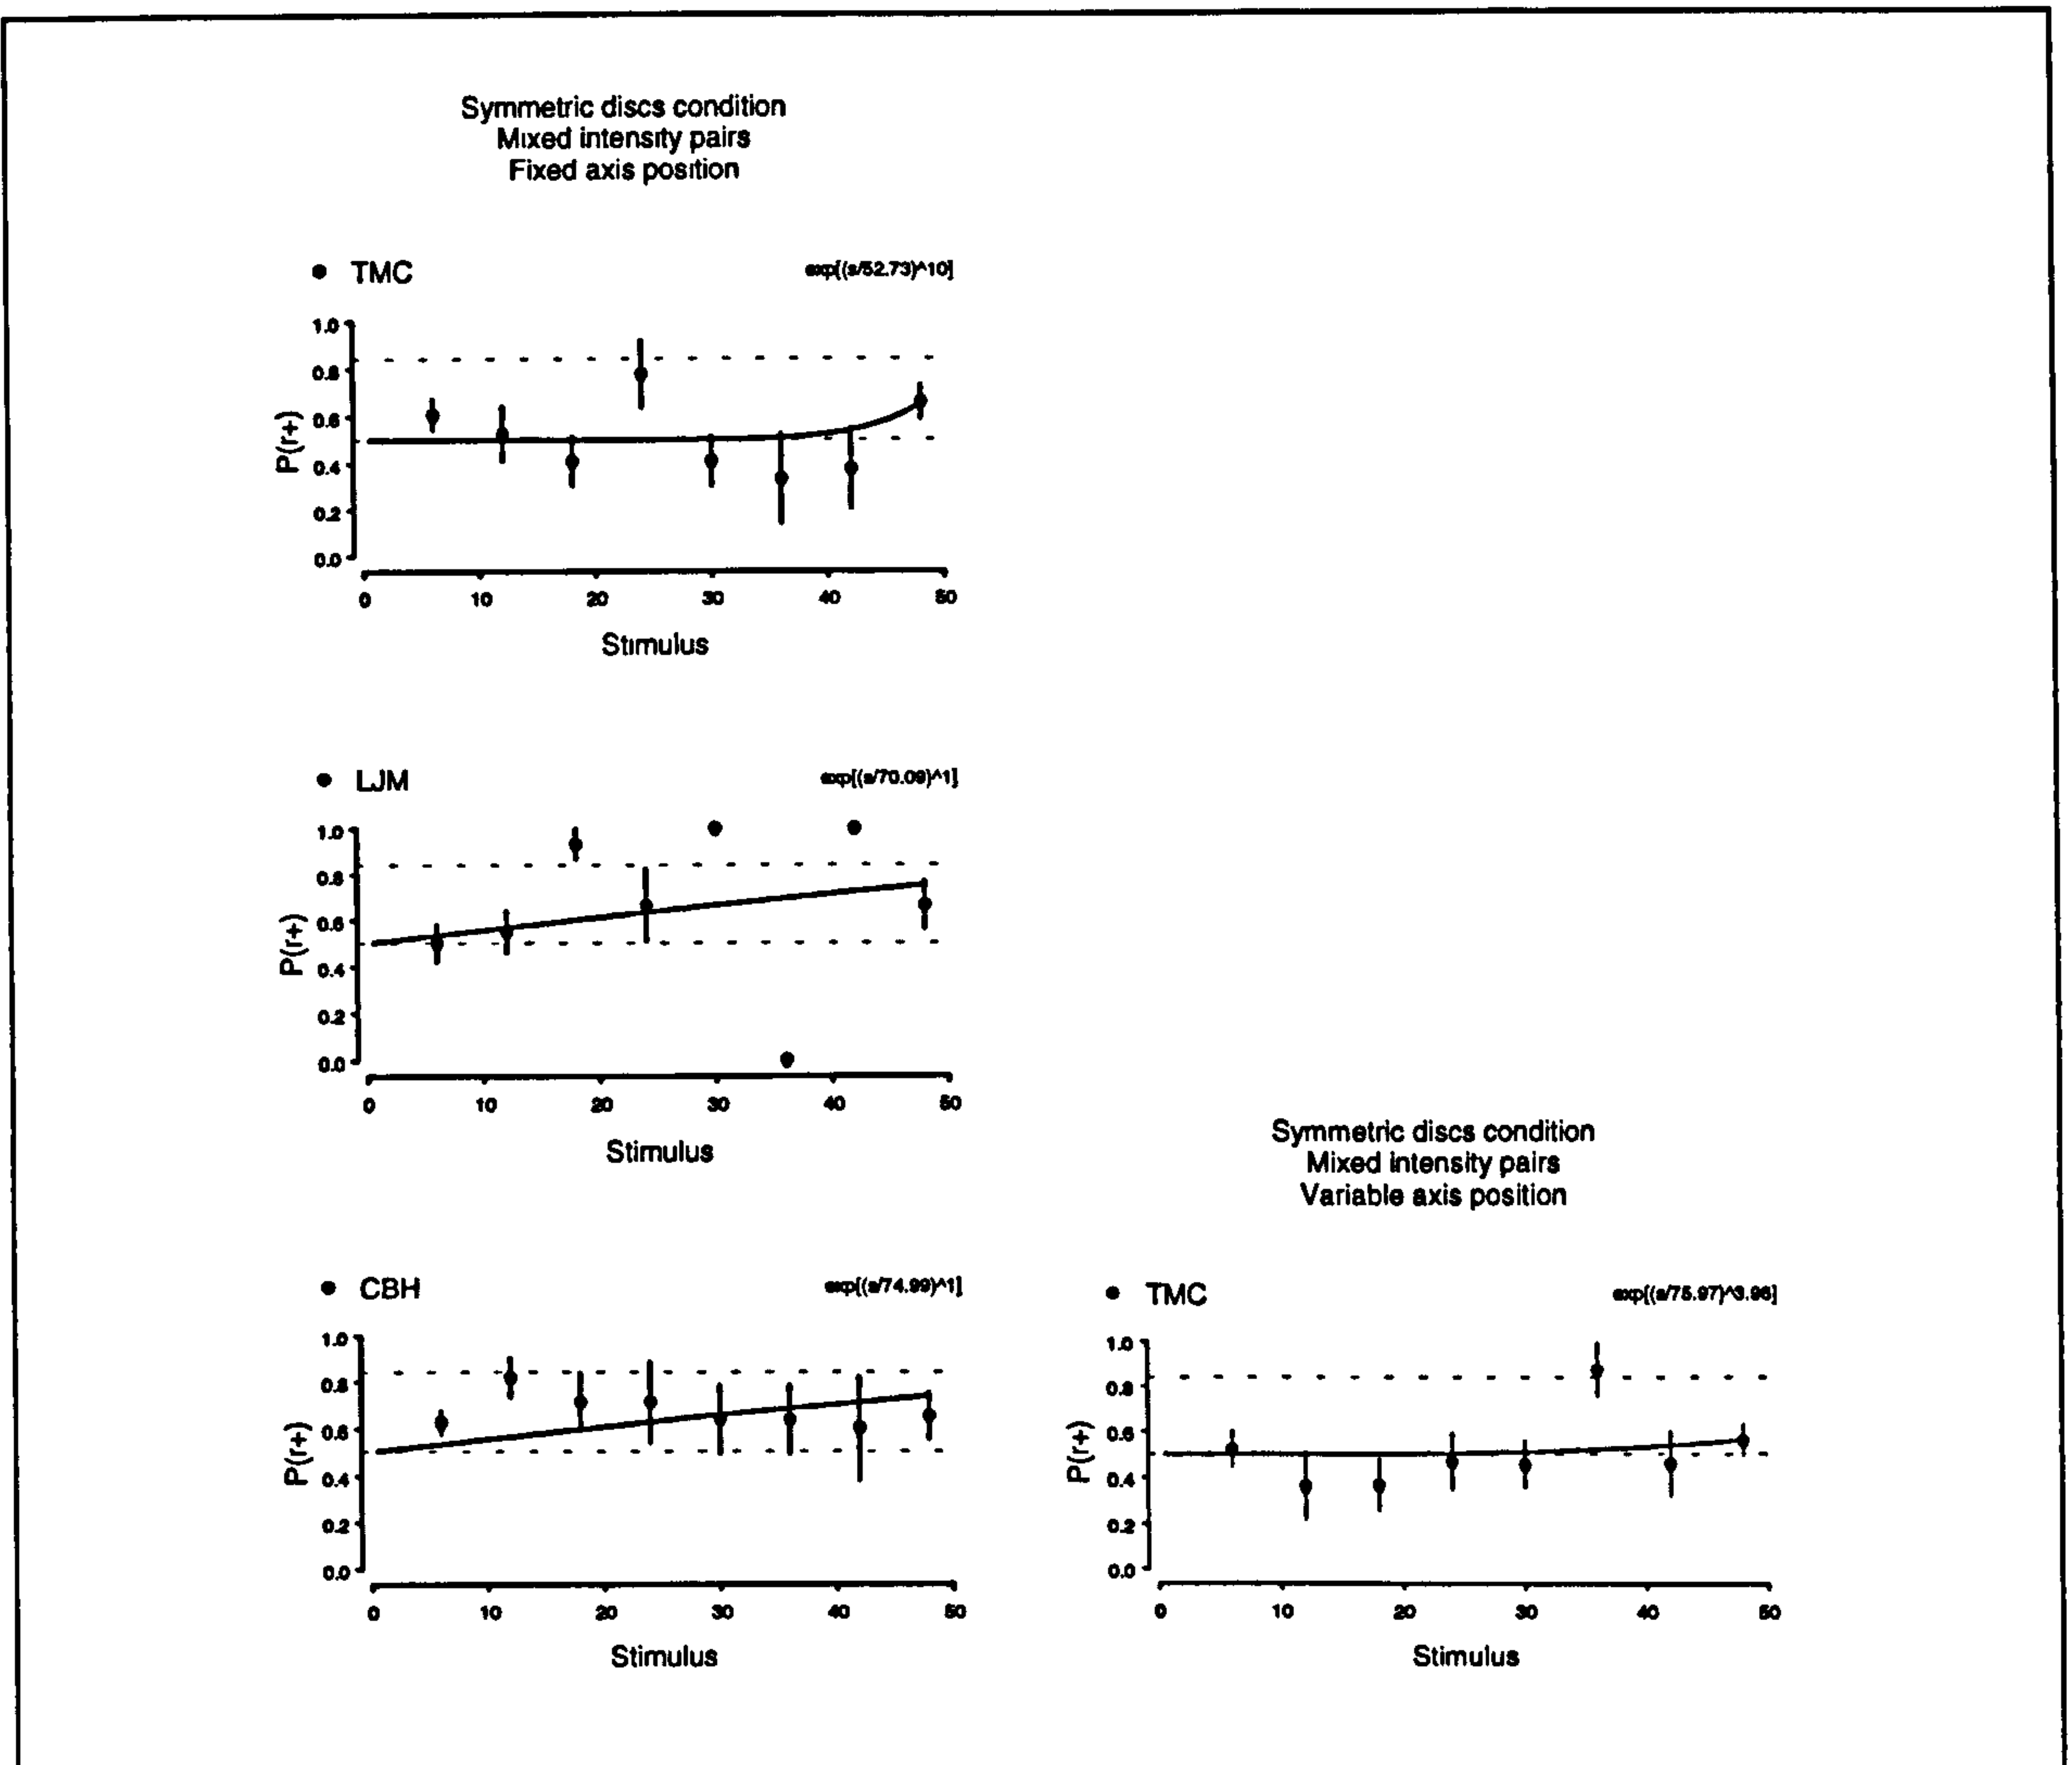 Symmetric discs condition
Mixed intensity pairs
Fixed axis position
TMC
exp[(s/52.73)^10]
1.0
0.8
0.6
0.4
0.2
0.0
P(r+)
0 10 20 30 40 50
Stimulus
LJM
exp[(s/70.09)^1]
1.0
0.8
0.6
0.4
0.2
0.0
P(r+)
0 10 20 30 40 50
Stimulus
CBH
exp[(s/74.99)^1]
1.0
0.8
0.6
0.4
0.2
0.0
P(r+)
0 10 20 30 40 50
Stimulus
Symmetric discs condition
Mixed intensity pairs
Variable axis position
TMC
exp[(s/75.97)^3.96]
1.0
0.8
0.6
0.4
0.2
0.0
P(r+)
0 10 20 30 40 50
Stimulus